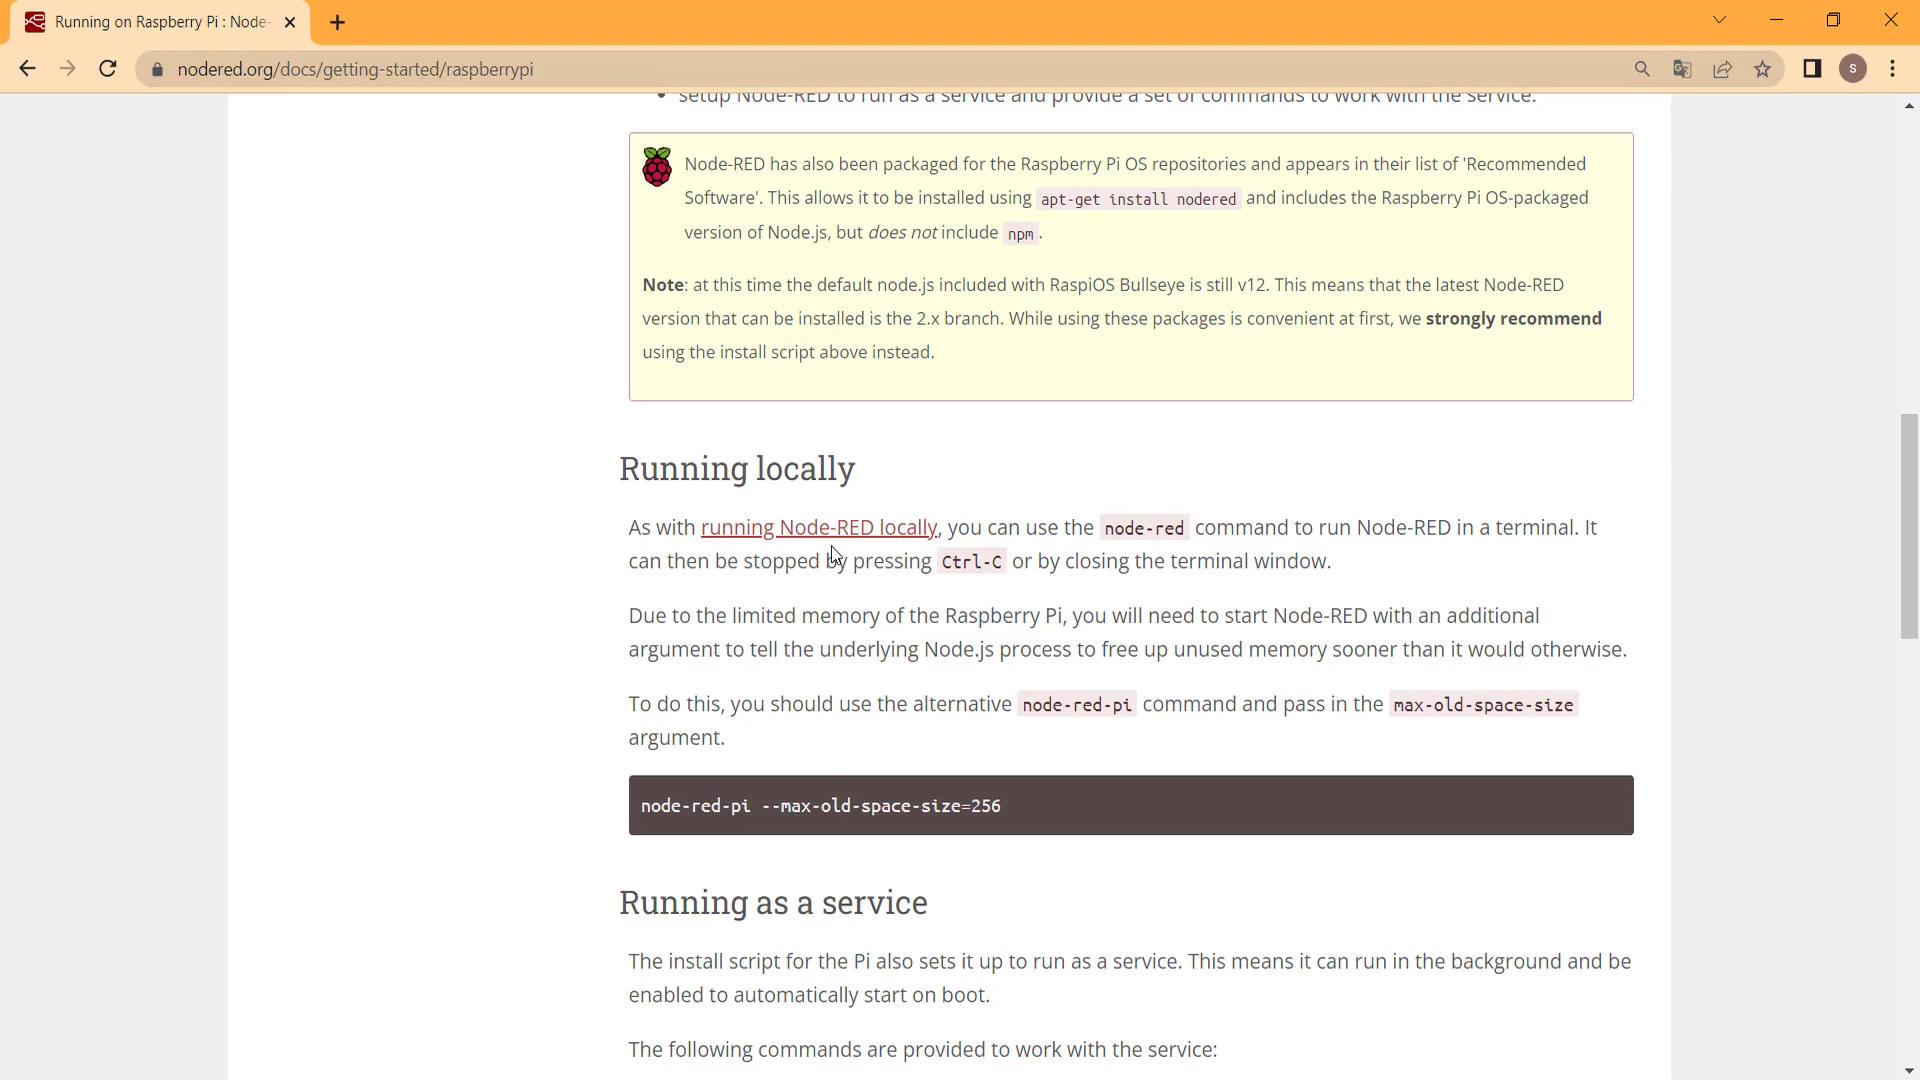 Running on Raspberry Pi : Node-
nodered.org/docs/getting-started/raspberrypi
S
setup Node-RED to run as a service and provide a set of commands to work with the service.
Node-RED has also been packaged for the Raspberry Pi OS repositories and appears in their list of 'Recommended
Software'. This allows it to be installed using apt-get install nodered and includes the Raspberry Pi OS-packaged
version of Node.js, but does not include npm.
Note: at this time the default node.js included with RaspiOS Bullseye is still v12. This means that the latest Node-RED
version that can be installed is the 2.x branch. While using these packages is convenient at first, we strongly recommend
using the install script above instead.
Running locally
As with running Node-RED locally, you can use the node-red command to run Node-RED in a terminal. It
can then be stopped by pressing Ctrl-C or by closing the terminal window.
Due to the limited memory of the Raspberry Pi, you will need to start Node-RED with an additional
argument to tell the underlying Node.js process to free up unused memory sooner than it would otherwise.
To do this, you should use the alternative node-red-pi command and pass in the max-old-space-size
argument.
node-red-pi --max-old-space-size=256
Running as a service
The install script for the Pi also sets it up to run as a service. This means it can run in the background and be
enabled to automatically start on boot.
The following commands are provided to work with the service: